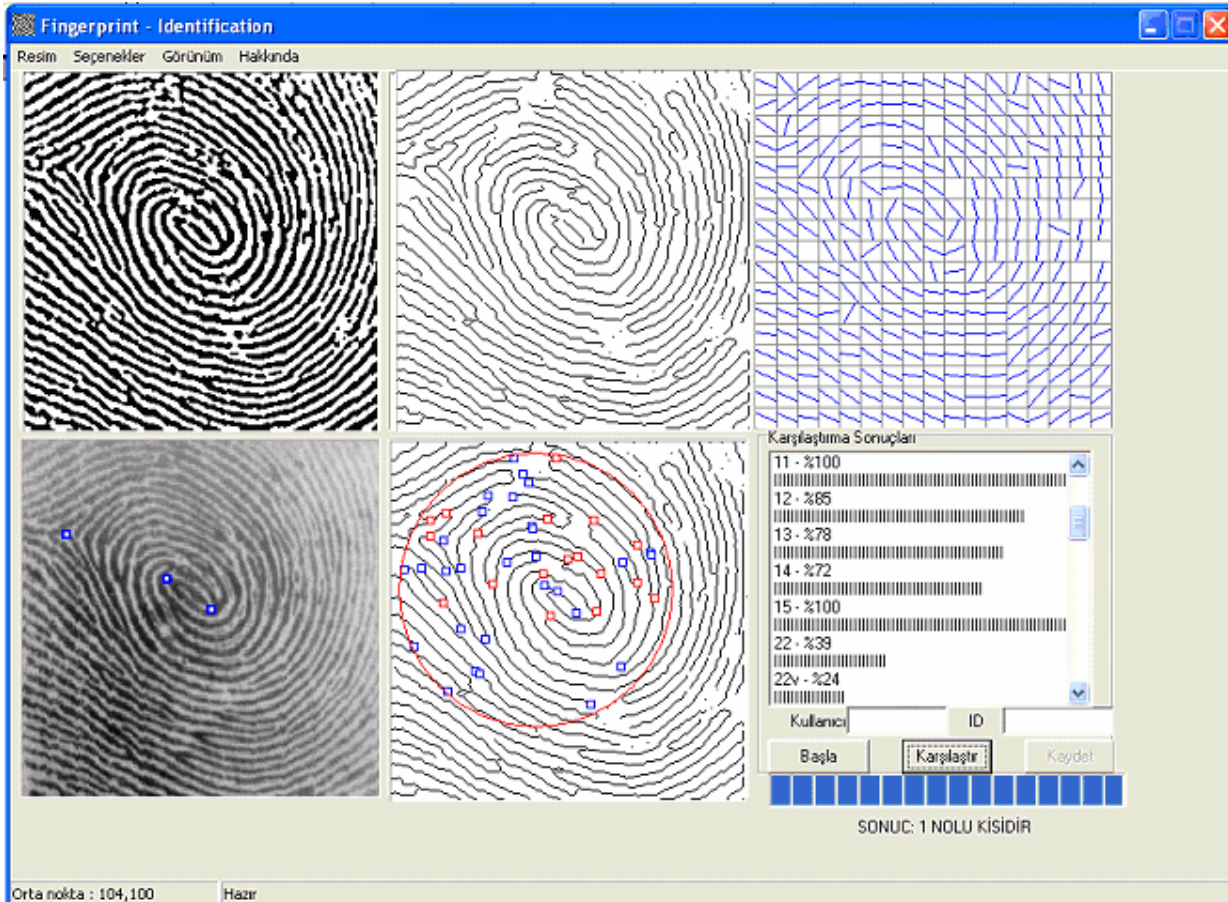 Fingerprint - Identification
Resim Seçenekler Görünüm Hakkında
Karşılaştırma Sonuçları
11 - %100
12 - %85
13 - %78
14 - %72
15 - %100
22 - %39
22v - %24
Kullanıcı ID
Başla Karşılaştır Kaydet
SONUC: 1 NOLU KİSİDİR
Orta nokta : 104,100 Hazır